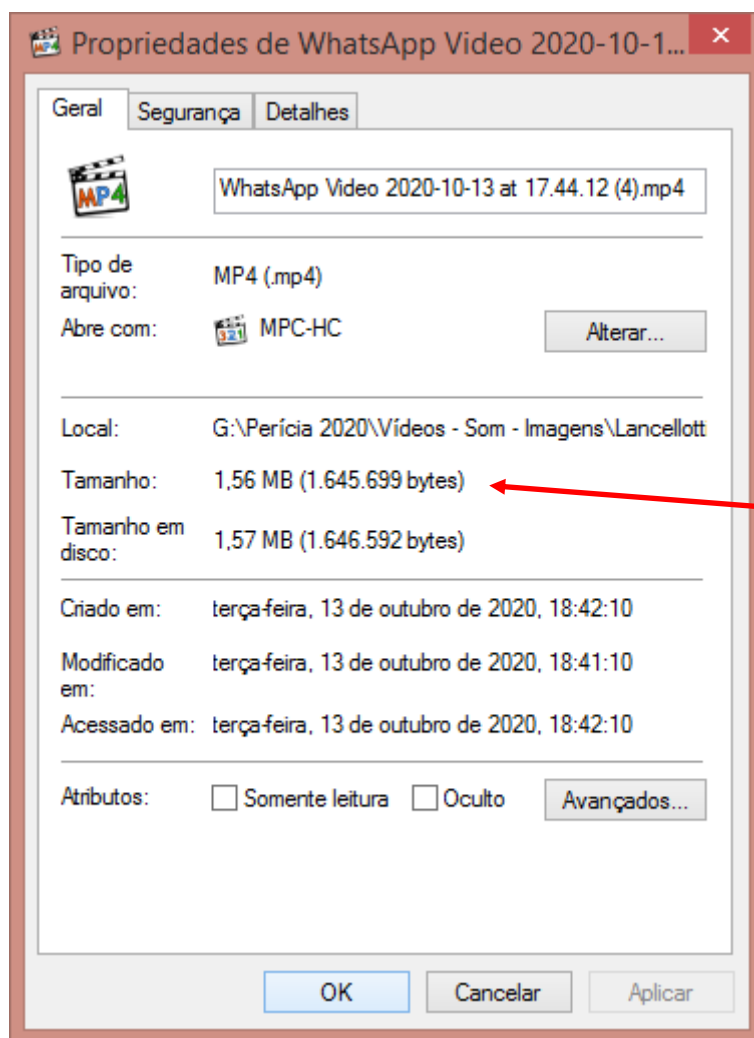 Propriedades de WhatsApp Video 2020-10-1...
Geral Segurança Detalhes
MP4
WhatsApp Video 2020-10-13 at 17.44.12 (4).mp4
Tipo de
arquivo:
MP4 (.mp4)
Abre com:
321
MPC-HC
Alterar...
Local:
G:\Perícia 2020\Vídeos - Som - Imagens\Lancellotti
Tamanho:
1,56 MB (1.645.699 bytes)
Tamanho em
disco:
1,57 MB (1.646.592 bytes)
Criado em:
terça-feira, 13 de outubro de 2020, 18:42:10
Modificado
em:
terça-feira, 13 de outubro de 2020, 18:41:10
Acessado em:
terça-feira, 13 de outubro de 2020, 18:42:10
Atributos:
Somente leitura
Oculto
Avançados...
OK
Cancelar
Aplicar